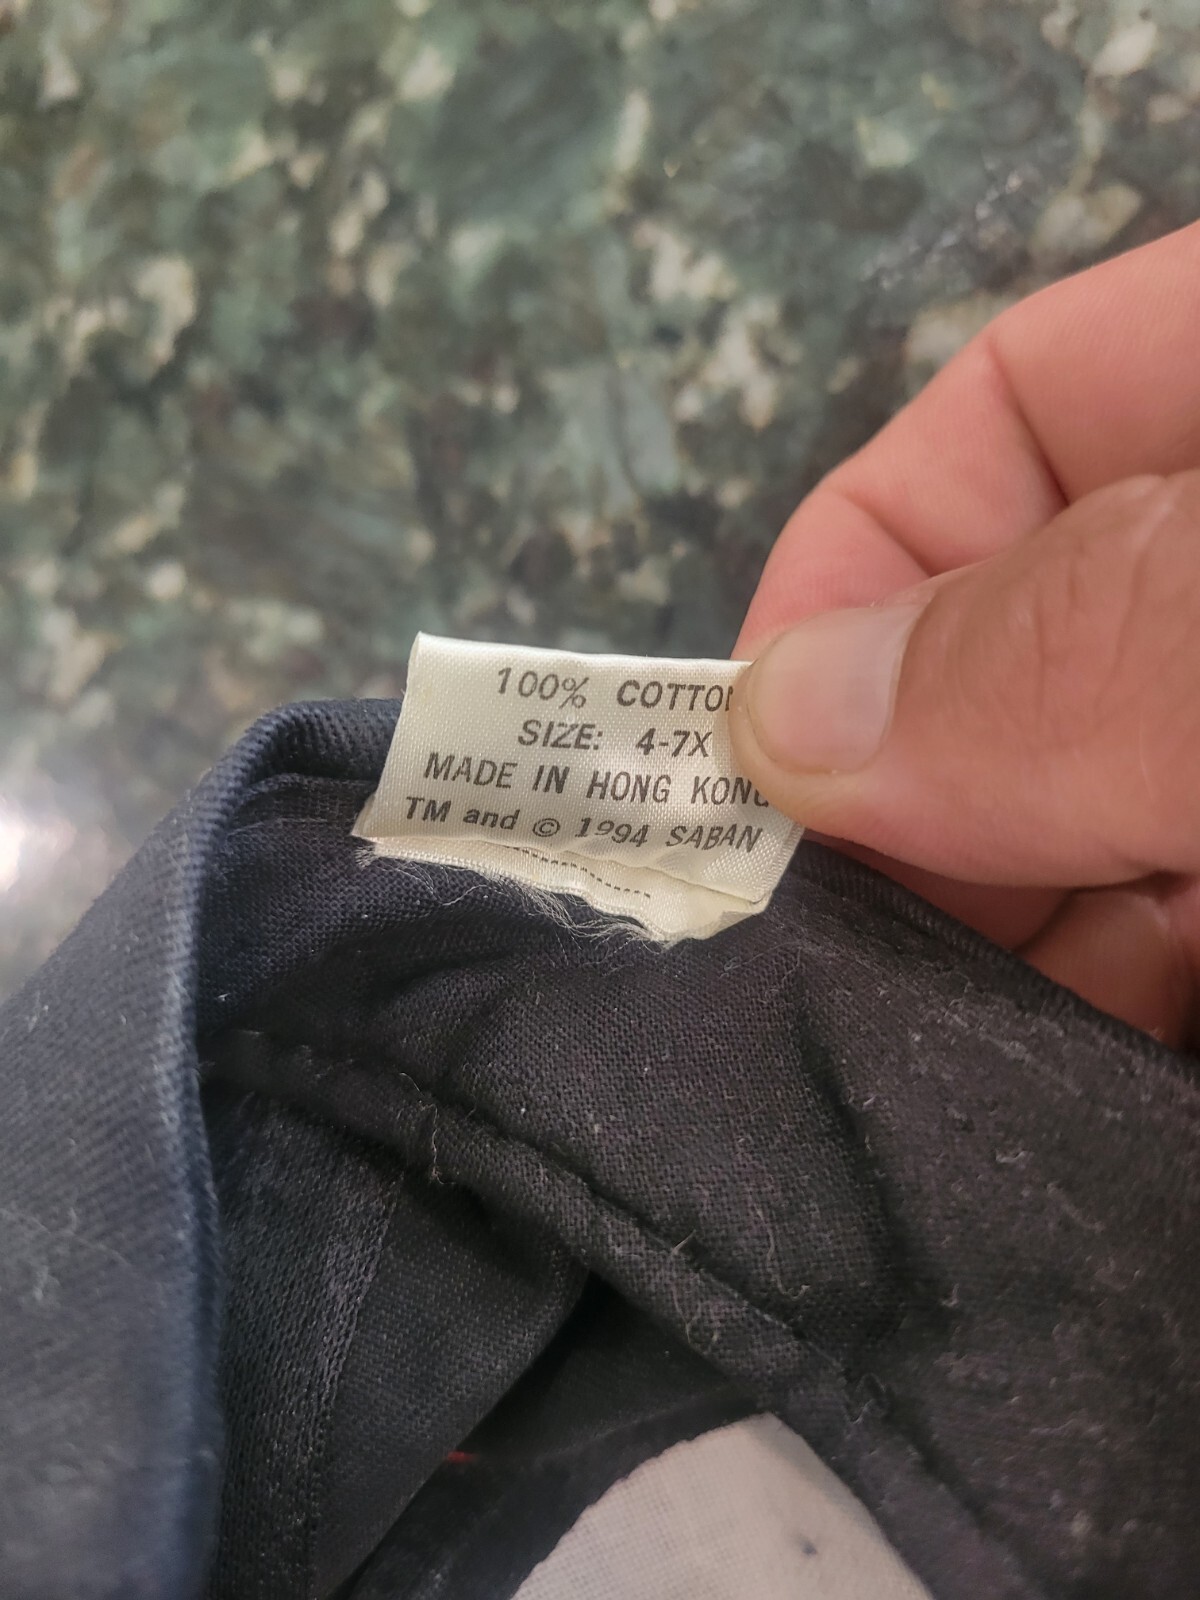 100% COTTON
SIZE: 4-7X
MADE IN HONG KONG
TM and © 1994 SABAN